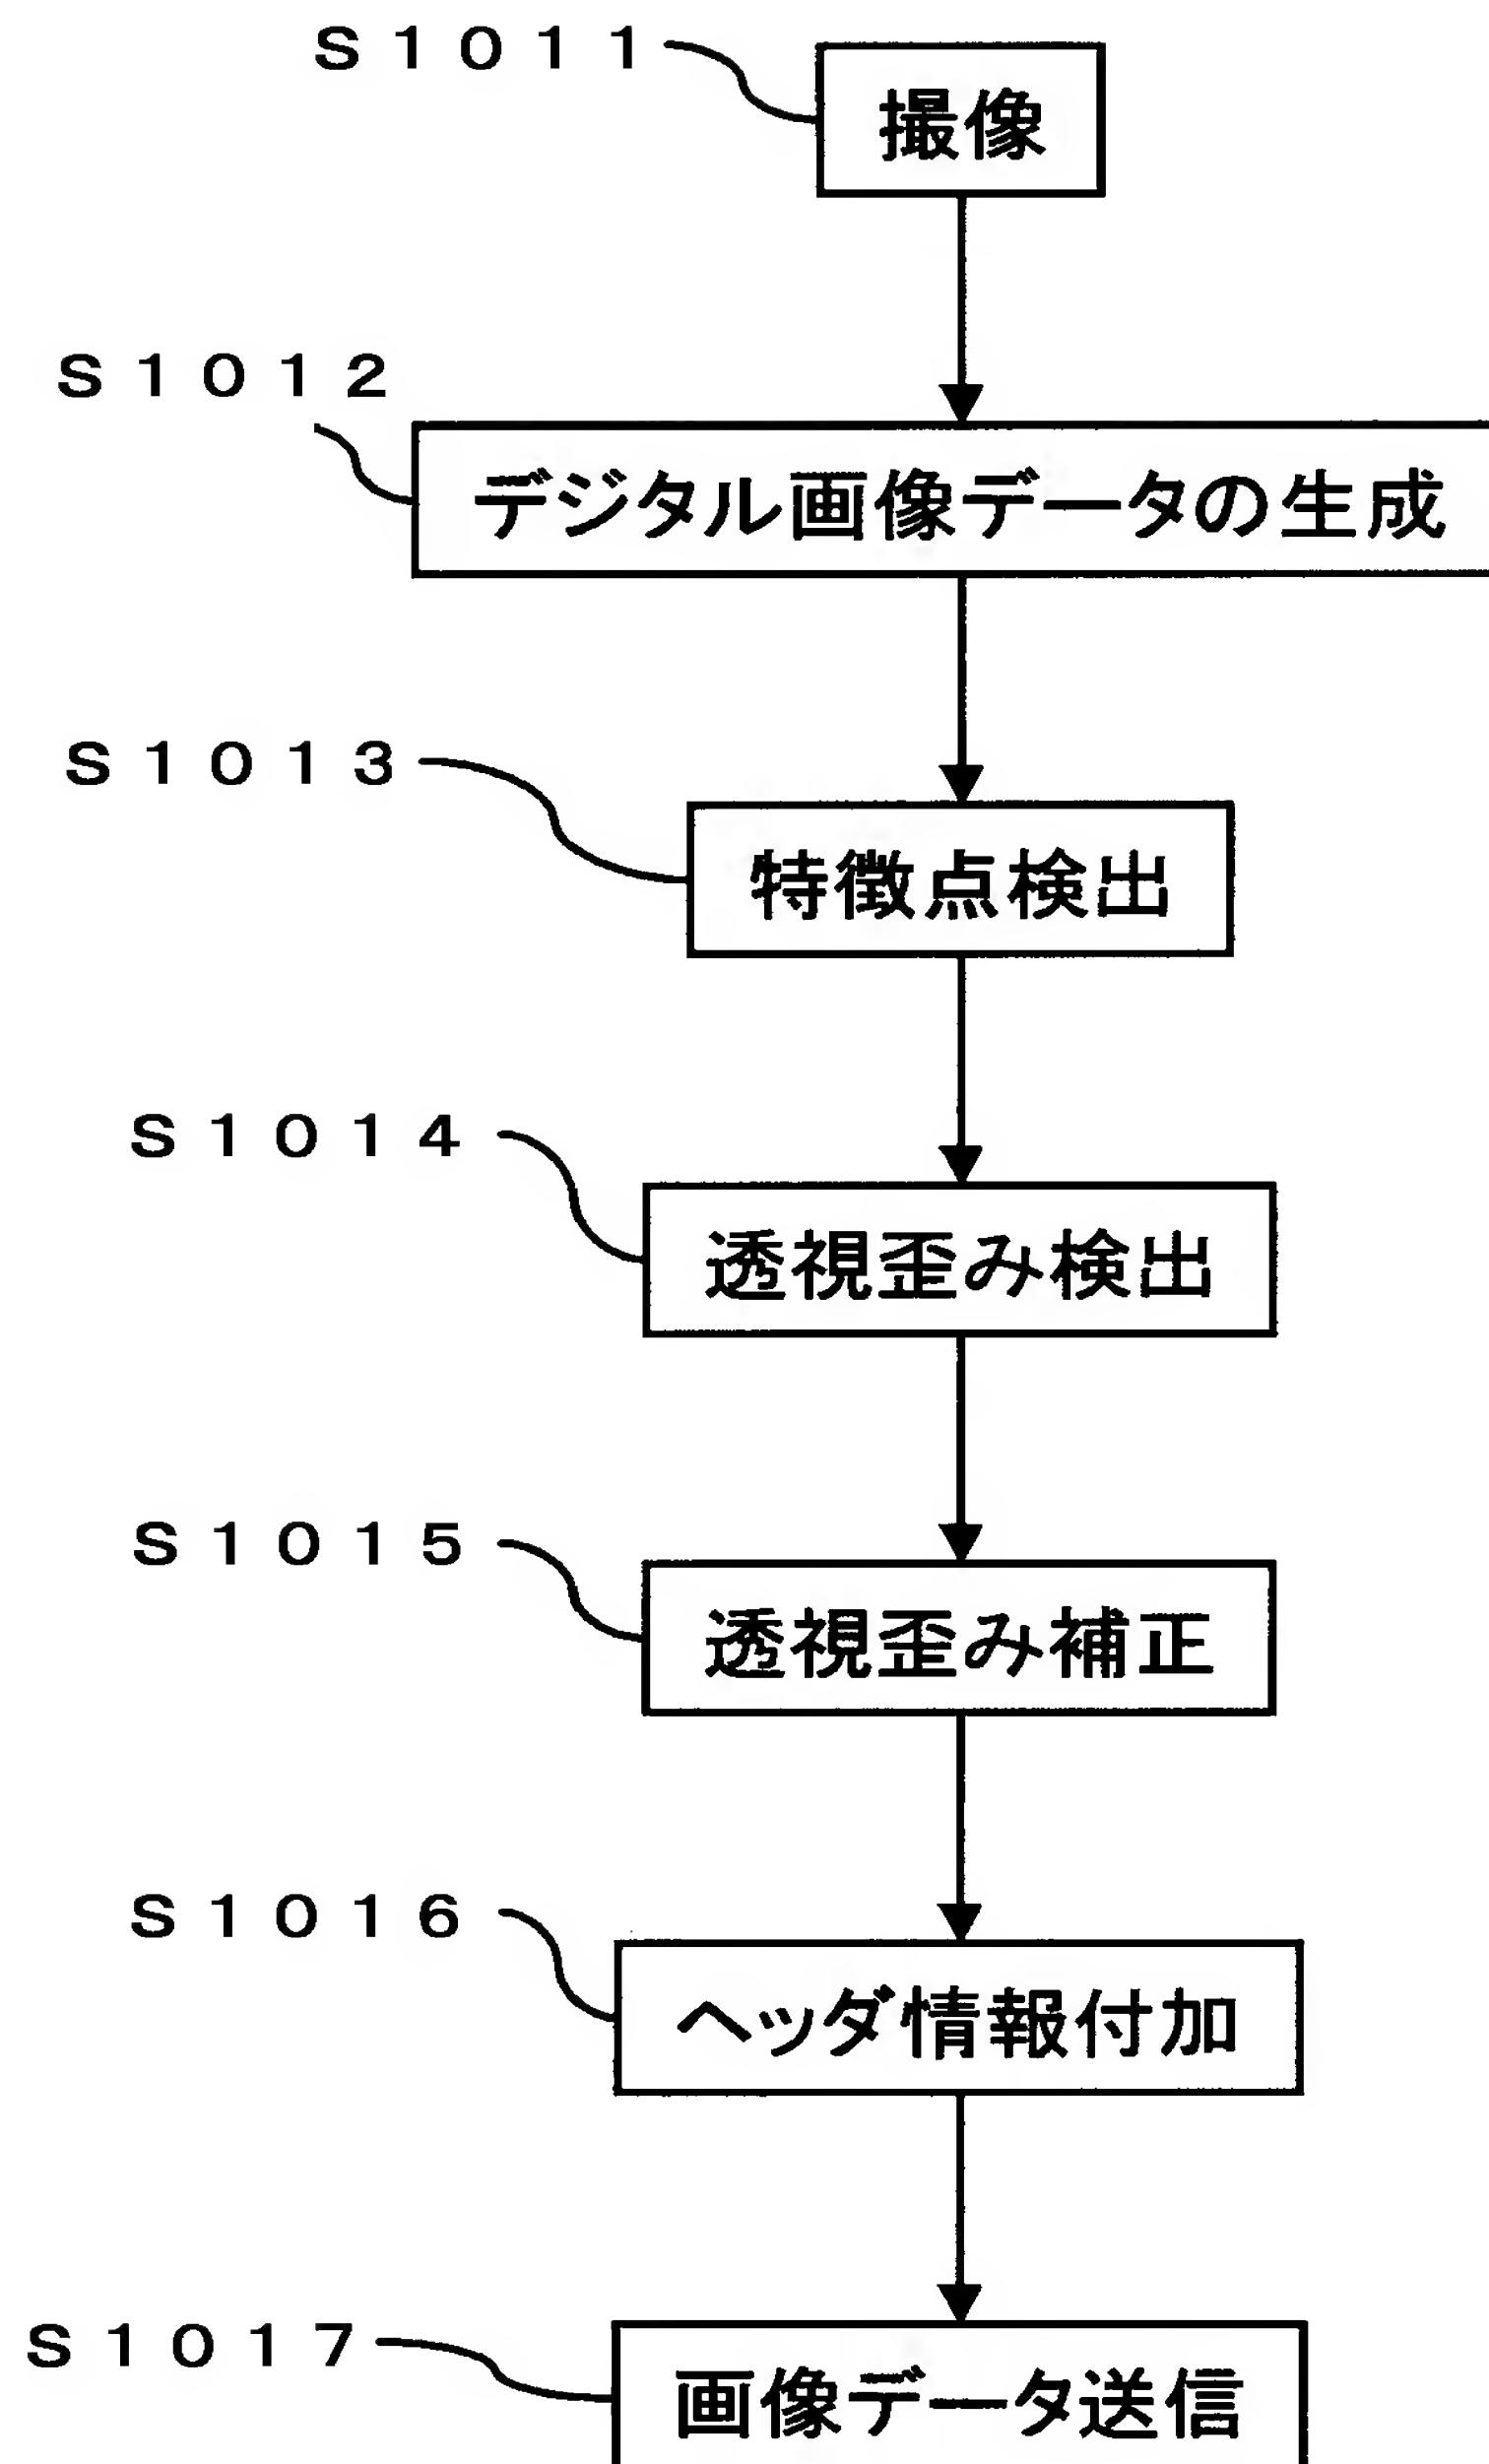 S1011
撮像
S1012
デジタル画像データの生成
S1013
特徴点検出
S1014
透視歪み検出
S1015
透視歪み補正
S1016
ヘッダ情報付加
S1017
画像データ送信